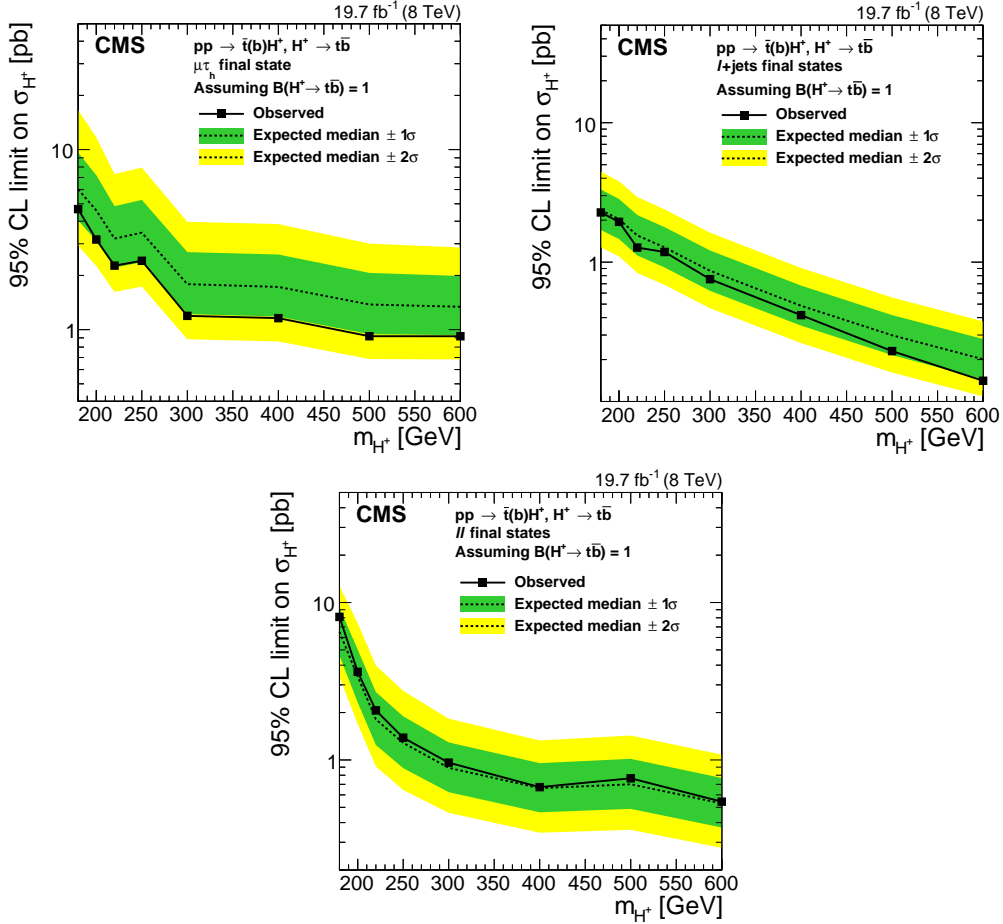 19.7 fb⁻¹ (8 TeV)
CMS
pp → t̄(b)H⁺, H⁺ → tb̄
μτₕ final state
Assuming B(H⁺→ tb̄) = 1
Observed
Expected median ± 1σ
Expected median ± 2σ
95% CL limit on σ_H⁺ [pb]
10
1
200 250 300 350 400 450 500 550 600
m_H⁺ [GeV]
19.7 fb⁻¹ (8 TeV)
CMS
pp → t̄(b)H⁺, H⁺ → tb̄
l+jets final states
Assuming B(H⁺→ tb̄) = 1
Observed
Expected median ± 1σ
Expected median ± 2σ
95% CL limit on σ_H⁺ [pb]
10
1
200 250 300 350 400 450 500 550 600
m_H⁺ [GeV]
19.7 fb⁻¹ (8 TeV)
CMS
pp → t̄(b)H⁺, H⁺ → tb̄
ll final states
Assuming B(H⁺→ tb̄) = 1
Observed
Expected median ± 1σ
Expected median ± 2σ
95% CL limit on σ_H⁺ [pb]
10
1
200 250 300 350 400 450 500 550 600
m_H⁺ [GeV]